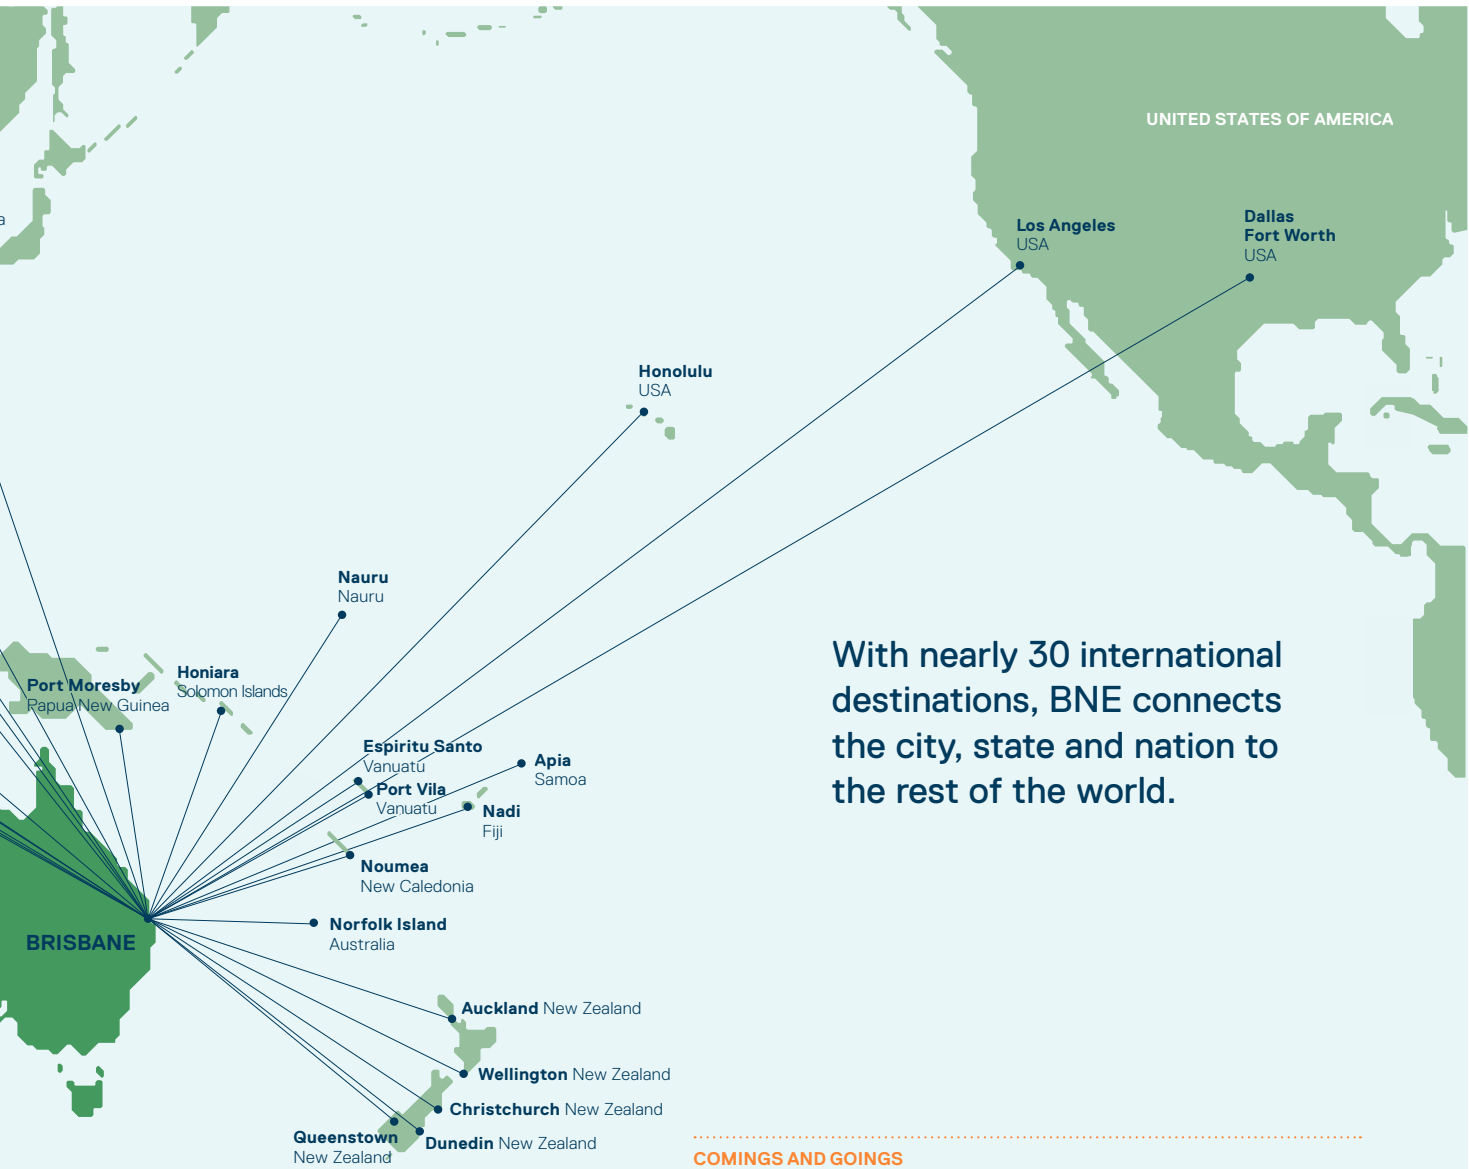 UNITED STATES OF AMERICA
a
Los Angeles
USA
Dallas
Fort Worth
USA
Honolulu
USA
Nauru
Nauru
Honiara
Solomon Islands
Port Moresby
Papua New Guinea
With nearly 30 international
destinations, BNE connects
the city, state and nation to
the rest of the world.
Espiritu Santo
Vanuatu
Apia
Samoa
Port Vila
Vanuatu
Nadi
Fiji
Noumea
New Caledonia
Norfolk Island
Australia
BRISBANE
Auckland New Zealand
Wellington New Zealand
Christchurch New Zealand
Queenstown
New Zealand
Dunedin New Zealand
COMINGS AND GOINGS